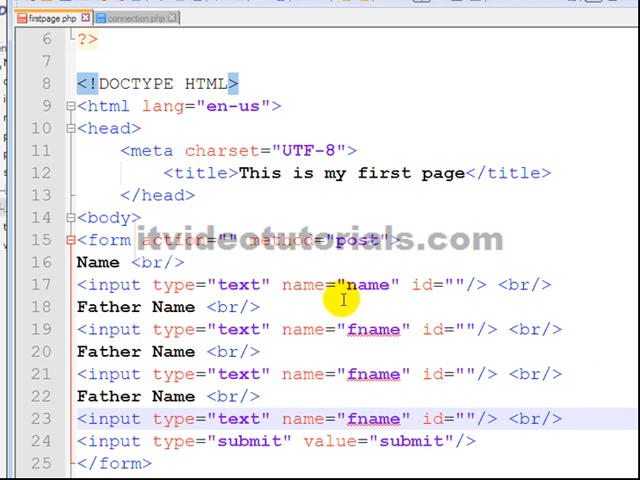 firstpage.php connection.php
6 ?>
7
8 <!DOCTYPE HTML>
9 <html lang="en-us">
10 <head>
11 <meta charset="UTF-8">
12 <title>This is my first page</title>
13 </head>
14 <body>
15 <form action="" method="post">
itvideotutorials.com
16 Name <br/>
17 <input type="text" name="name" id=""/> <br/>
18 Father Name <br/>
19 <input type="text" name="fname" id=""/> <br/>
20 Father Name <br/>
21 <input type="text" name="fname" id=""/> <br/>
22 Father Name <br/>
23 <input type="text" name="fname" id=""/> <br/>
24 <input type="submit" value="submit"/>
25 </form>